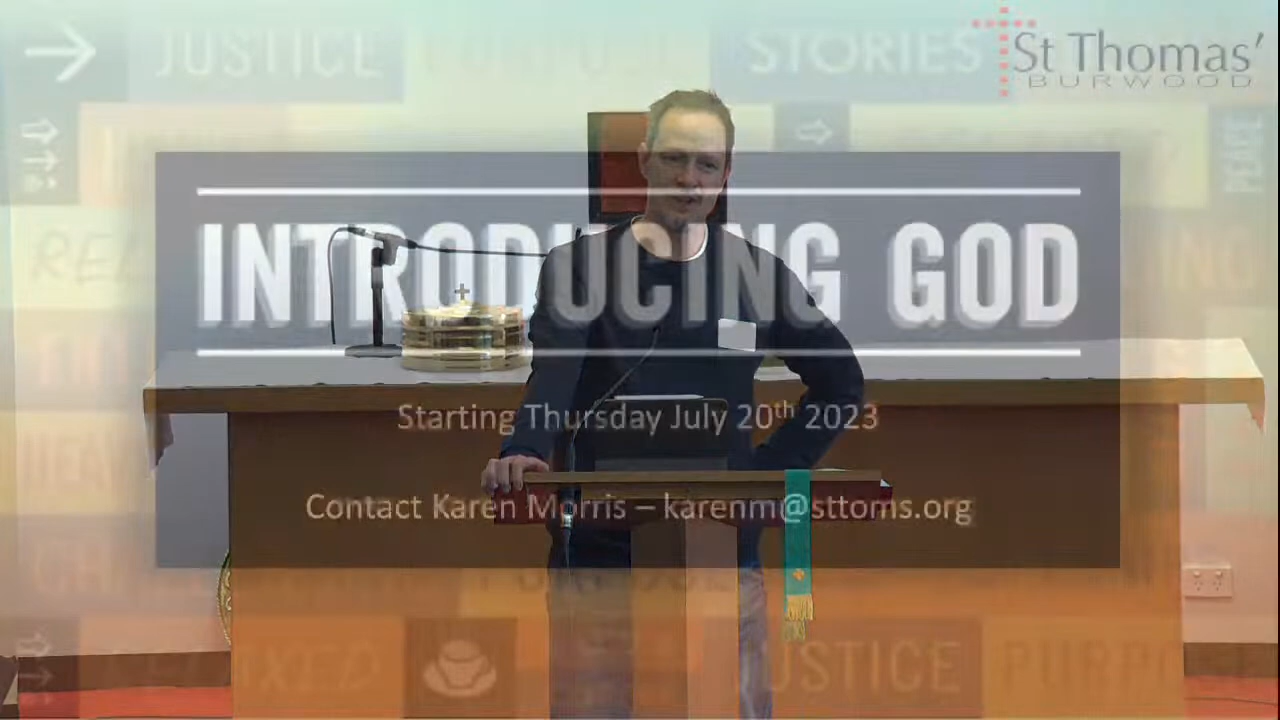 JUSTICE
STORIES
St Thomas'
BURWOOD
INTRODUCING GOD
Starting Thursday July 20th 2023
Contact Karen Morris – karenm@sttoms.org
JUSTICE PURP